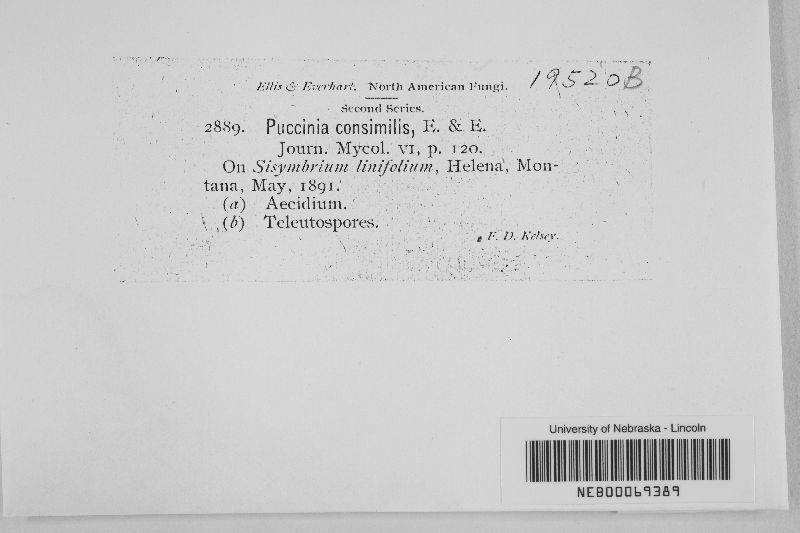 Ellis & Everhart. North American Fungi. 19520B
Second Series.
2889. Puccinia consimilis, E. & E.
Journ. Mycol. VI, p. 120.
On Sisymbrium linifolium, Helena, Mon-
tana, May, 1891.
(a) Aecidium.
(b) Teleutospores.
F. D. Kelsey.
University of Nebraska - Lincoln
NEB00069389